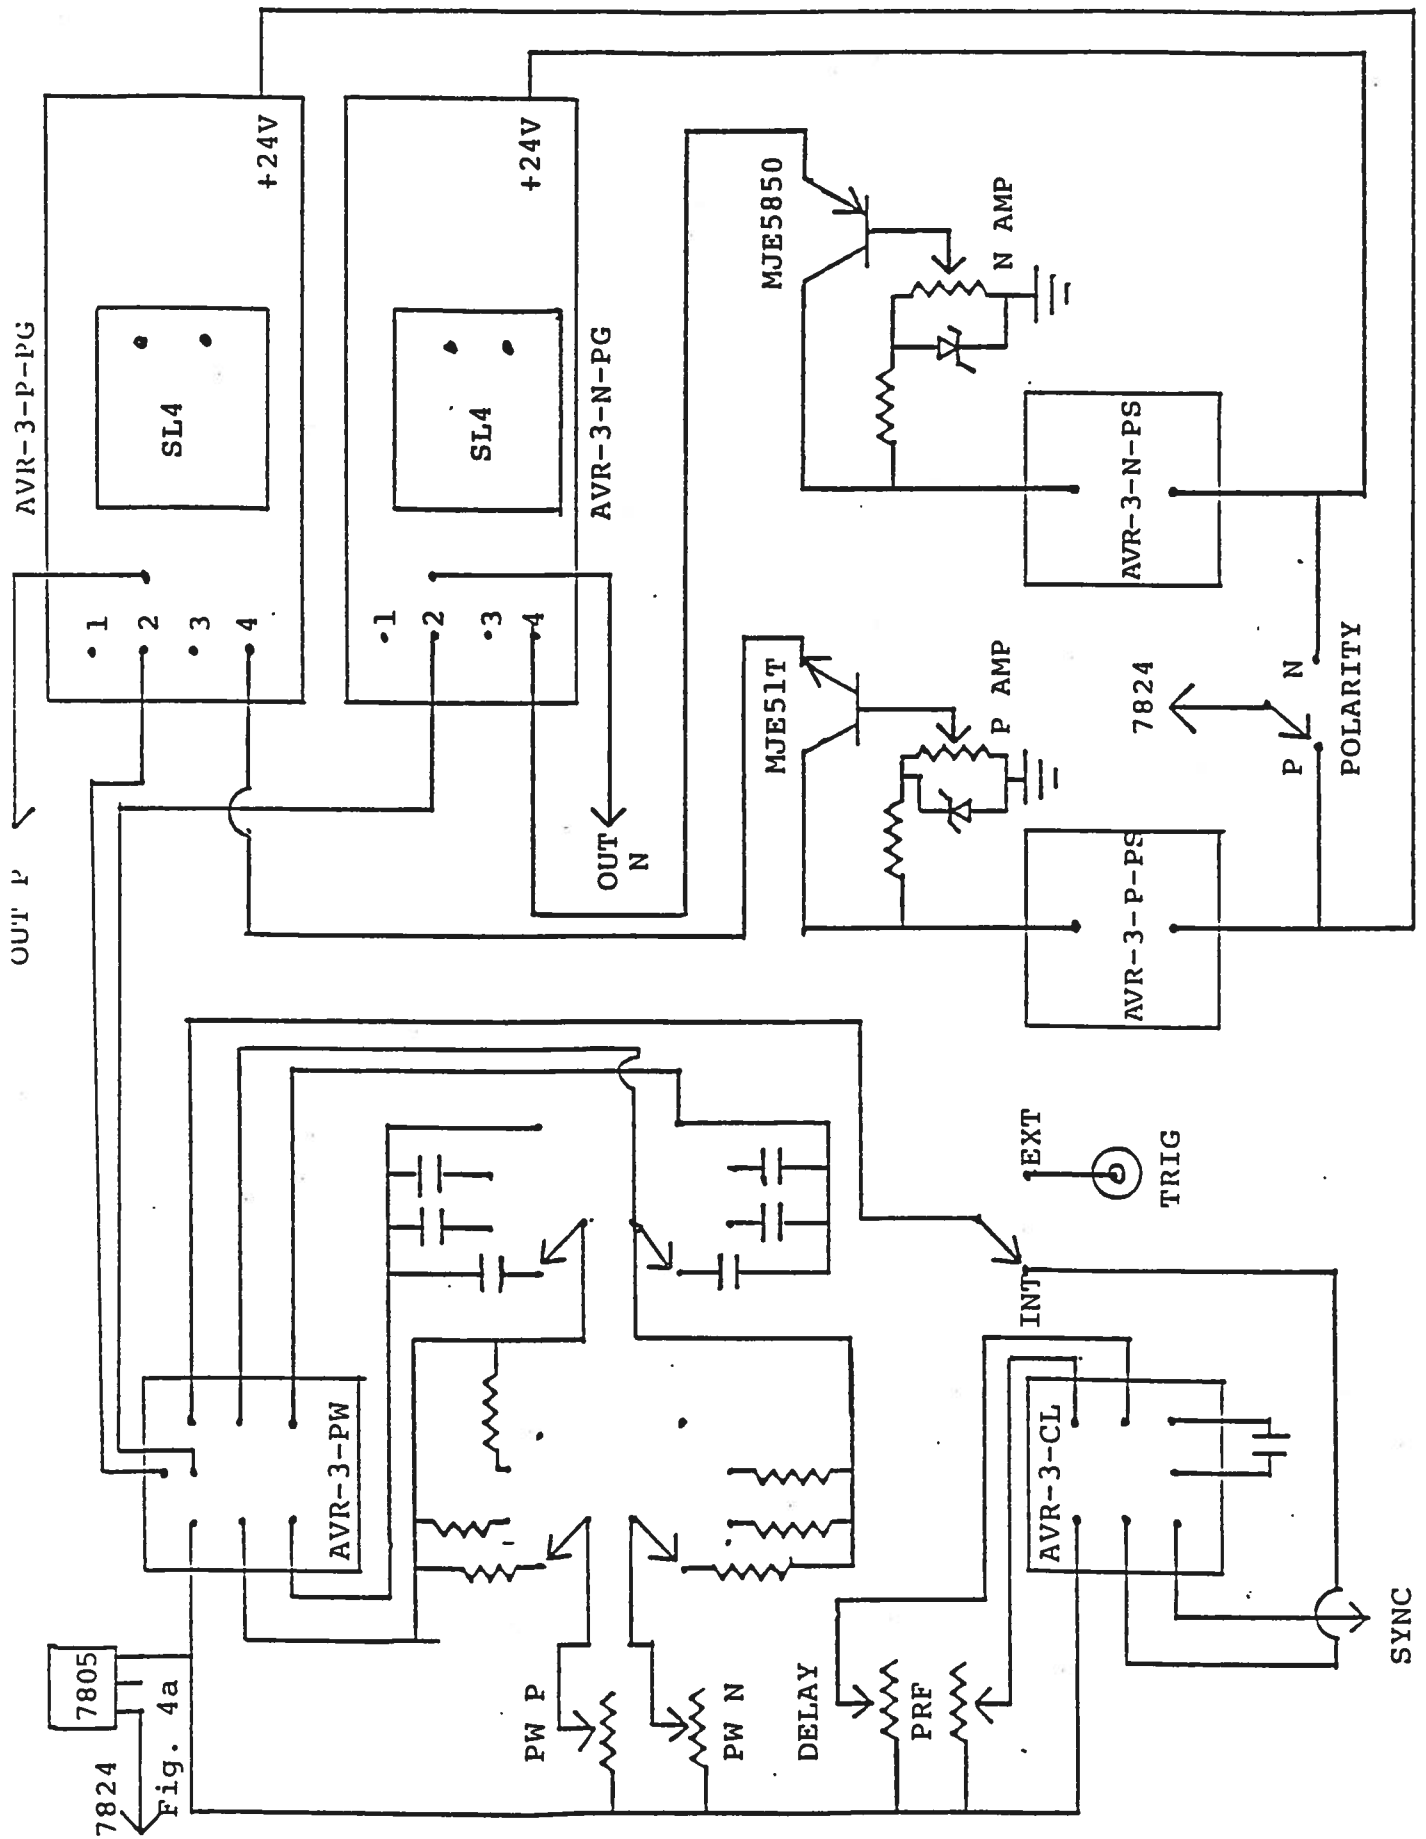 7824
7805
Fig. 4a
AVR-3-PW
OUT P
AVR-3-P-PG
1
2
3
4
SL4
+24V
1
2
3
4
SL4
+24V
AVR-3-N-PG
OUT
N
PW P
PW N
DELAY
PRF
AVR-3-CL
INT
EXT
TRIG
SYNC
MJE51T
P AMP
AVR-3-P-PS
MJE5850
N AMP
AVR-3-N-PS
7824
P
N
POLARITY